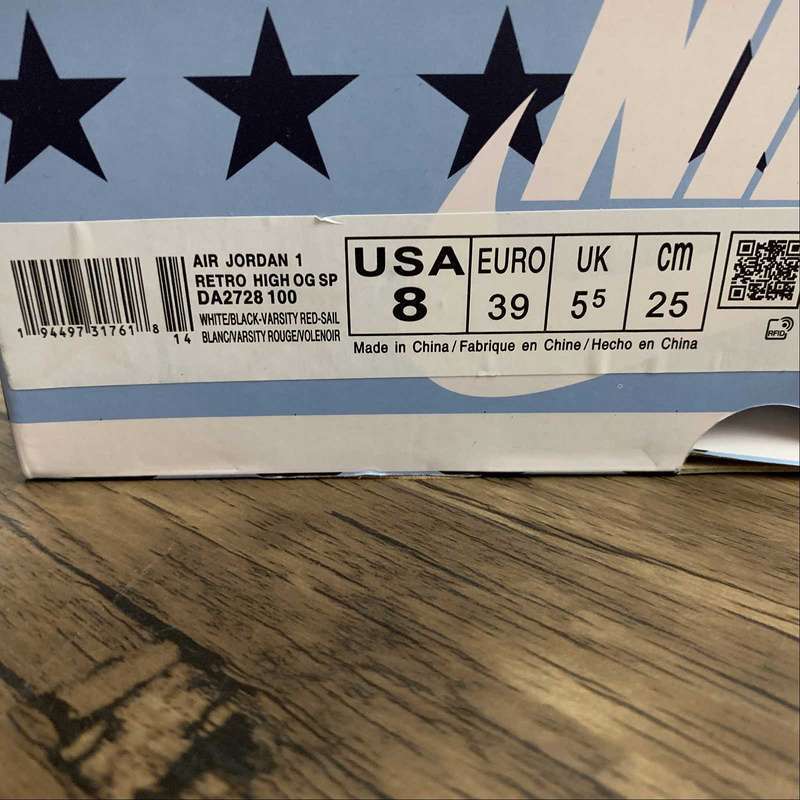 NI
AIR JORDAN 1
RETRO HIGH OG SP
DA2728 100
WHITE/BLACK-VARSITY RED-SAIL
BLANC/VARSITY ROUGE/VOLENOIR
1 94497 31761 8 14
USA 8
EURO 39
UK 5⁵
cm 25
Made in China/Fabrique en Chine/Hecho en China
RFID